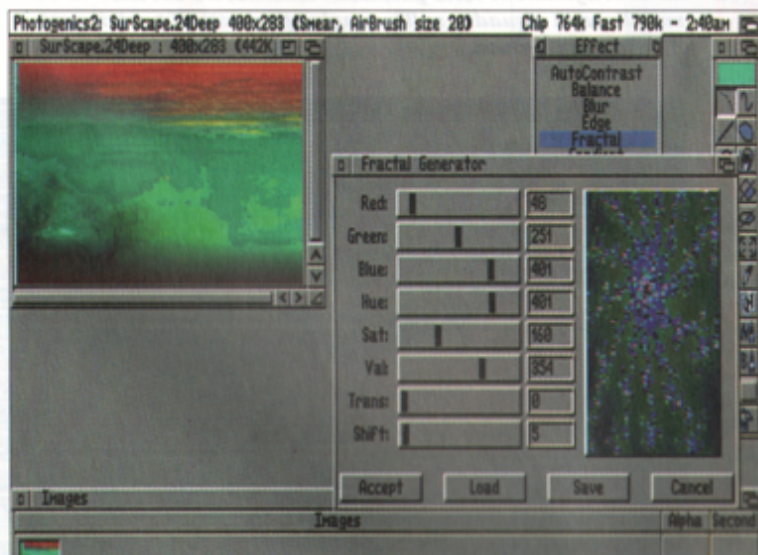 Photogenics2: SurScape.24Deep 400x283 (Smear, AirBrush size 20) Chip 764k Fast 790k - 2:40am
SurScape.24Deep : 400x283 (442K
Effect
AutoContrast
Balance
Blur
Edge
Fractal
Fractal Generator
Red: 48
Green: 251
Blue: 401
Hue: 401
Sat: 160
Val: 354
Trans: 0
Shift: 5
Accept Load Save Cancel
Images
Images Alpha Second